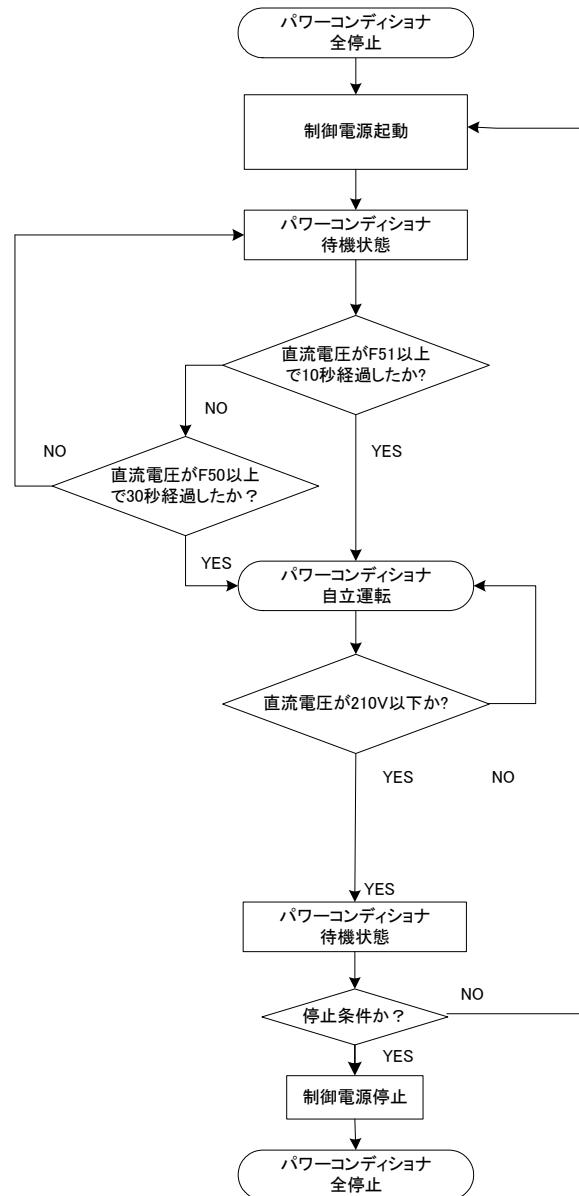 パワーコンディショナ
全停止
制御電源起動
パワーコンディショナ
待機状態
直流電圧がF51以上
で10秒経過したか?
NO
YES
NO
直流電圧がF50以上
で30秒経過したか？
YES
パワーコンディショナ
自立運転
直流電圧が210V以下か?
YES
NO
YES
パワーコンディショナ
待機状態
停止条件か？
NO
YES
制御電源停止
パワーコンディショナ
全停止